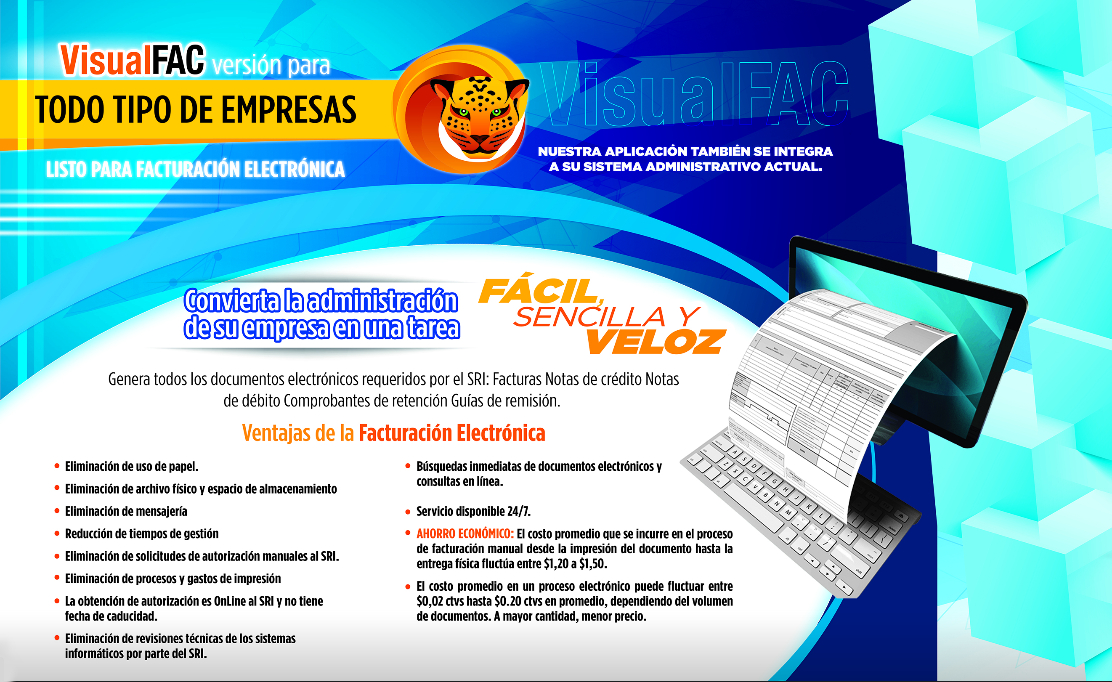 VisualFAC versión para
TODO TIPO DE EMPRESAS
LISTO PARA FACTURACIÓN ELECTRÓNICA
VisualFAC
NUESTRA APLICACIÓN TAMBIÉN SE INTEGRA
A SU SISTEMA ADMINISTRATIVO ACTUAL.
Convierta la administración
de su empresa en una tarea
FÁCIL,
SENCILLA Y
VELOZ
Genera todos los documentos electrónicos requeridos por el SRI: Facturas Notas de crédito Notas
de débito Comprobantes de retención Guías de remisión.
Ventajas de la Facturación Electrónica
• Eliminación de uso de papel.
• Eliminación de archivo físico y espacio de almacenamiento
• Eliminación de mensajería
• Reducción de tiempos de gestión
• Eliminación de solicitudes de autorización manuales al SRI.
• Eliminación de procesos y gastos de impresión
• La obtención de autorización es OnLine al SRI y no tiene
fecha de caducidad.
• Eliminación de revisiones técnicas de los sistemas
informáticos por parte del SRI.
• Búsquedas inmediatas de documentos electrónicos y
consultas en línea.
• Servicio disponible 24/7.
• AHORRO ECONÓMICO: El costo promedio que se incurre en el proceso
de facturación manual desde la impresión del documento hasta la
entrega física fluctúa entre $1,20 a $1,50.
• El costo promedio en un proceso electrónico puede fluctuar entre
$0,02 ctvs hasta $0.20 ctvs en promedio, dependiendo del volumen
de documentos. A mayor cantidad, menor precio.